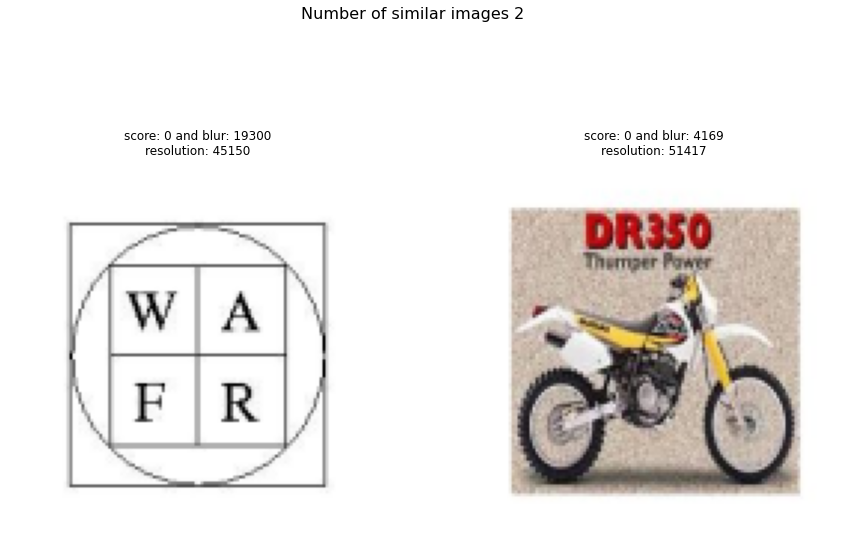 Number of similar images 2
score: 0 and blur: 19300
resolution: 45150
score: 0 and blur: 4169
resolution: 51417
W A
F R
DR350
Thumper Power
SUZUKI